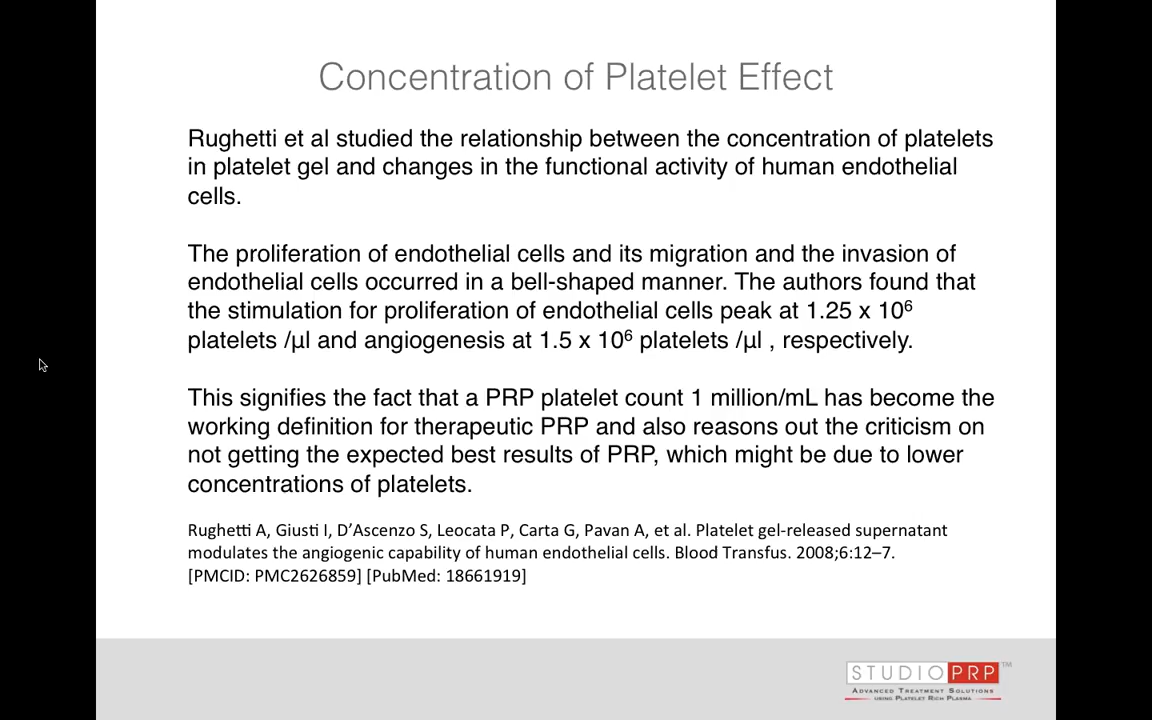 Concentration of Platelet Effect
Rughetti et al studied the relationship between the concentration of platelets
in platelet gel and changes in the functional activity of human endothelial
cells.
The proliferation of endothelial cells and its migration and the invasion of
endothelial cells occurred in a bell-shaped manner. The authors found that
the stimulation for proliferation of endothelial cells peak at 1.25 x 10⁶
platelets /µl and angiogenesis at 1.5 x 10⁶ platelets /µl , respectively.
This signifies the fact that a PRP platelet count 1 million/mL has become the
working definition for therapeutic PRP and also reasons out the criticism on
not getting the expected best results of PRP, which might be due to lower
concentrations of platelets.
Rughetti A, Giusti I, D’Ascenzo S, Leocata P, Carta G, Pavan A, et al. Platelet gel-released supernatant
modulates the angiogenic capability of human endothelial cells. Blood Transfus. 2008;6:12–7.
[PMCID: PMC2626859] [PubMed: 18661919]
STUDIO PRP ™
ADVANCED TREATMENT SOLUTIONS
USING PLATELET RICH PLASMA